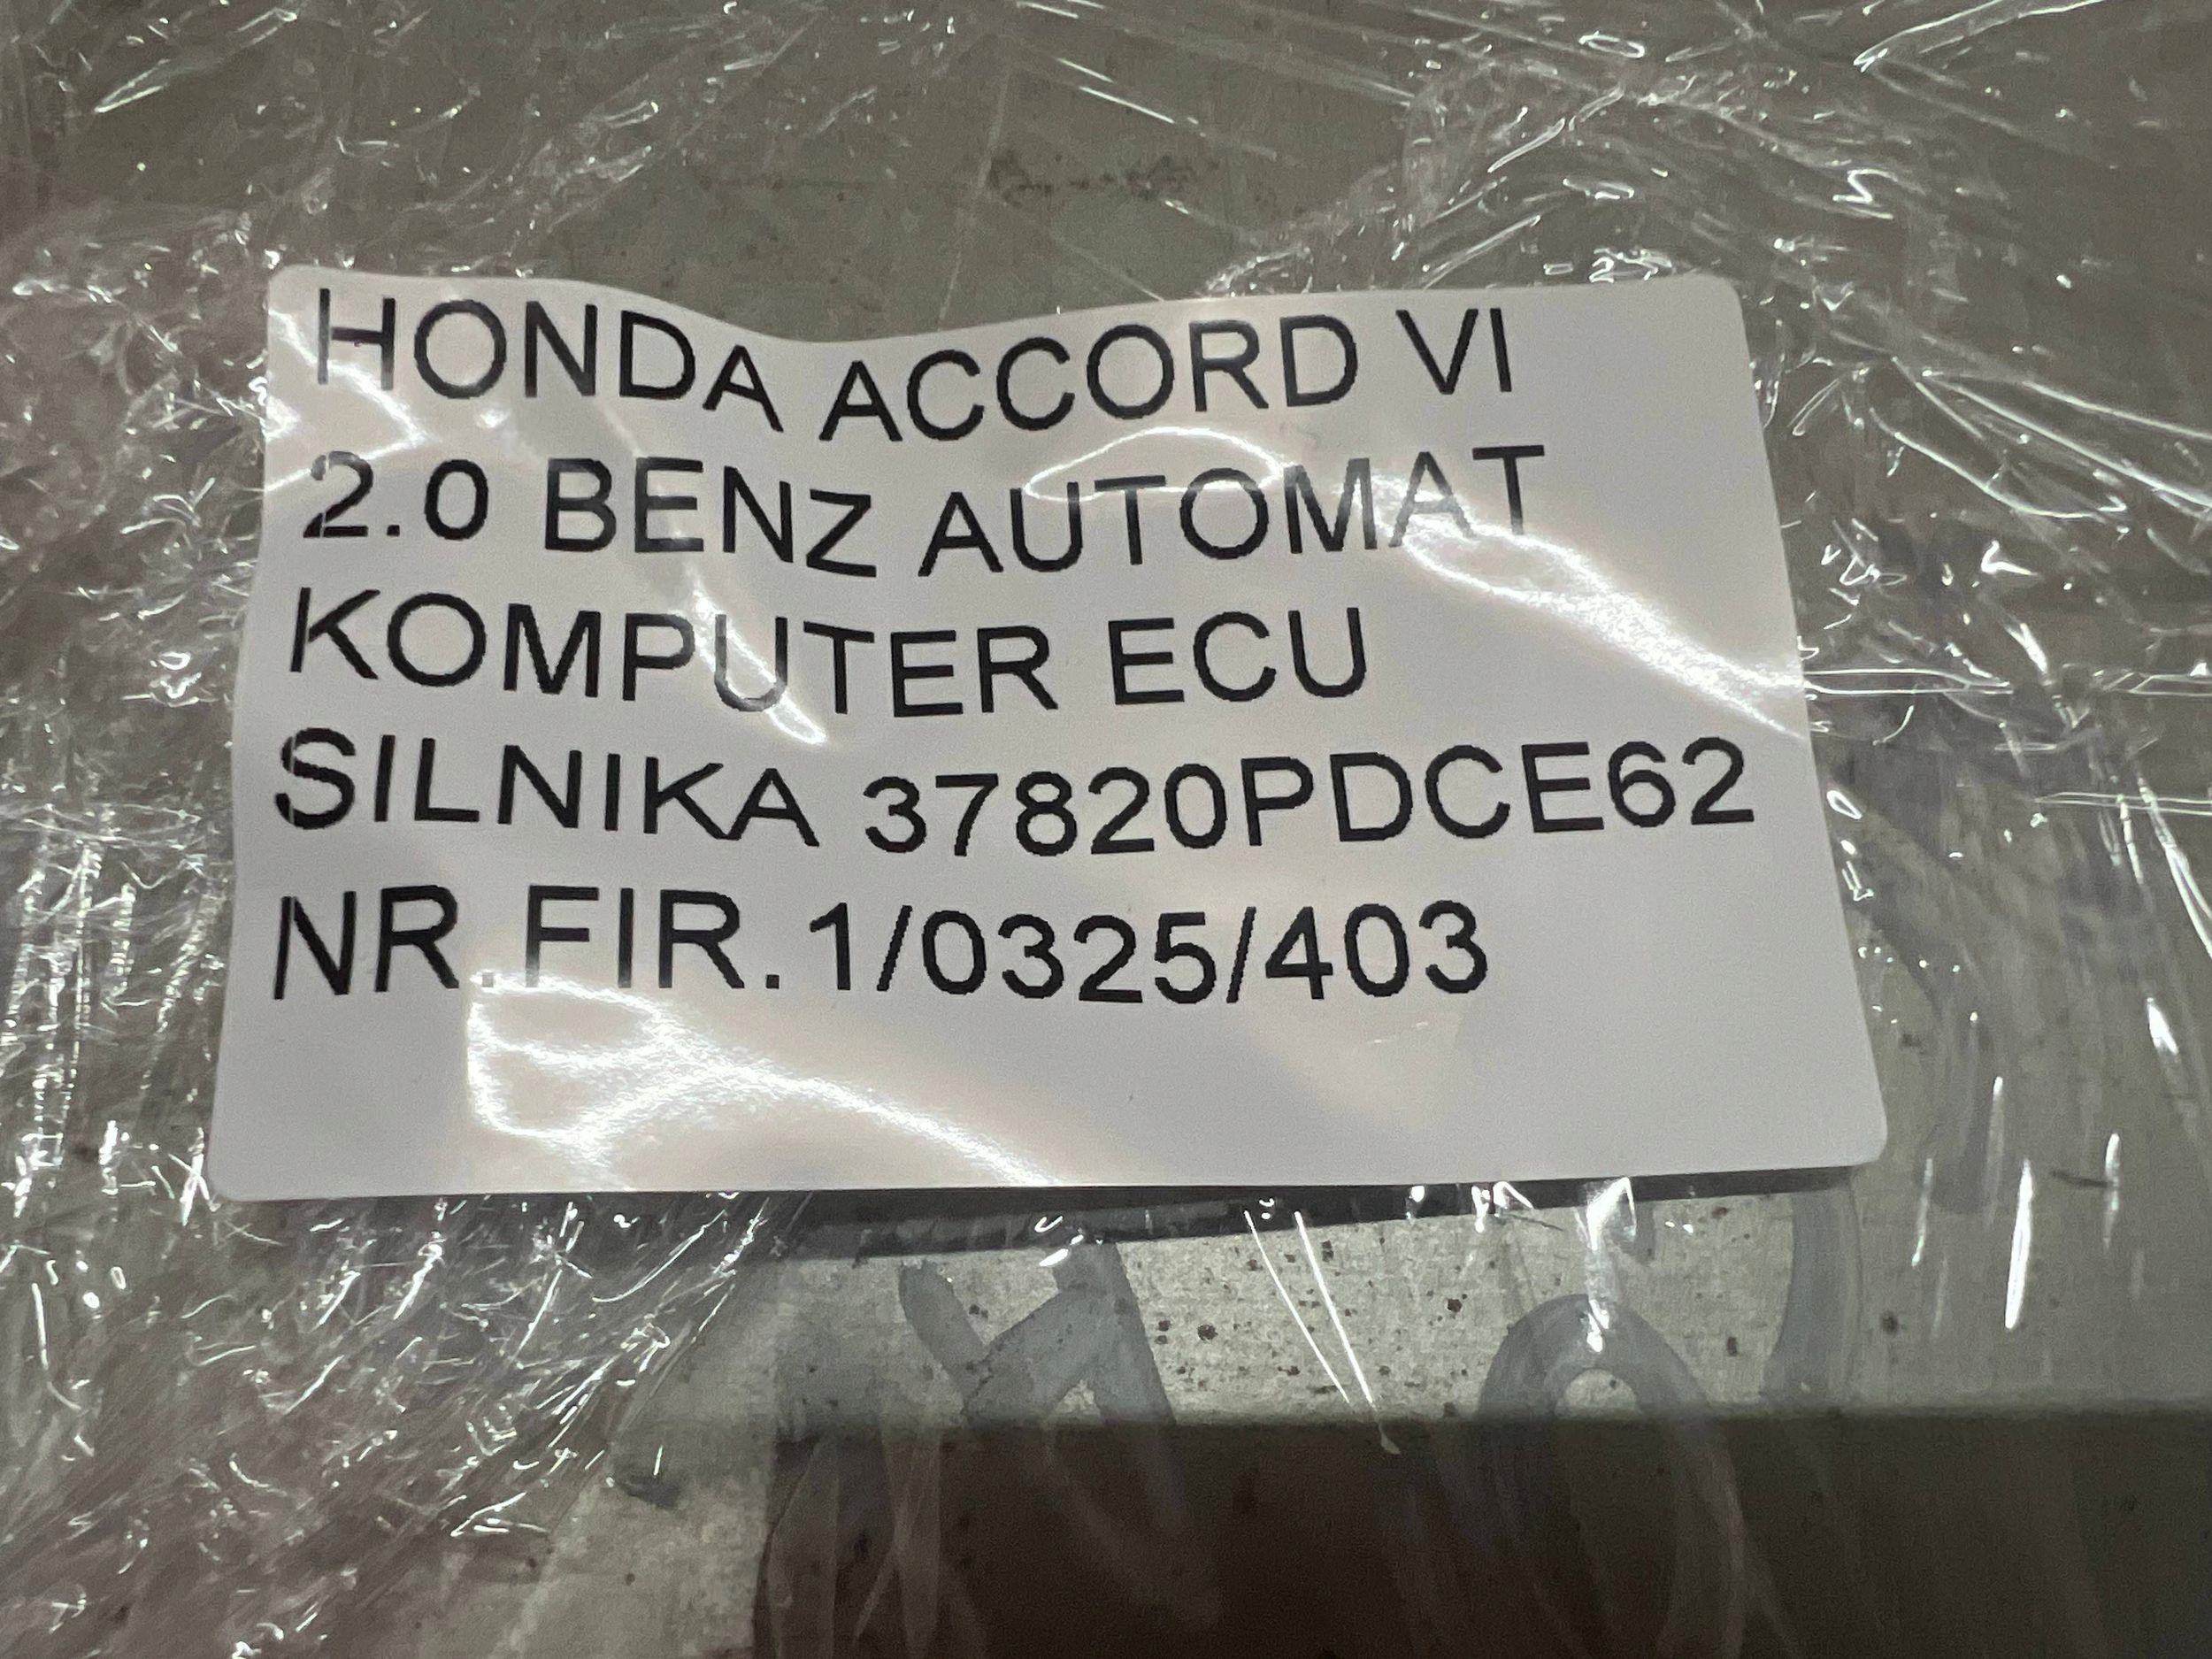 HONDA ACCORD VI
2.0 BENZ AUTOMAT
KOMPUTER ECU
SILNIKA 37820PDCE62
NR.FIR.1/0325/403